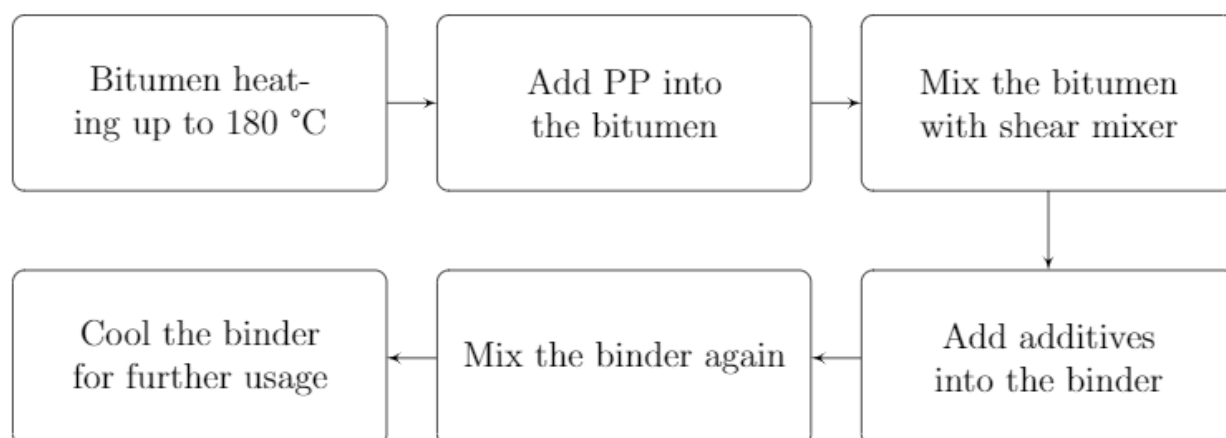 Bitumen heat-
ing up to 180 °C
Add PP into
the bitumen
Mix the bitumen
with shear mixer
Add additives
into the binder
Mix the binder again
Cool the binder
for further usage